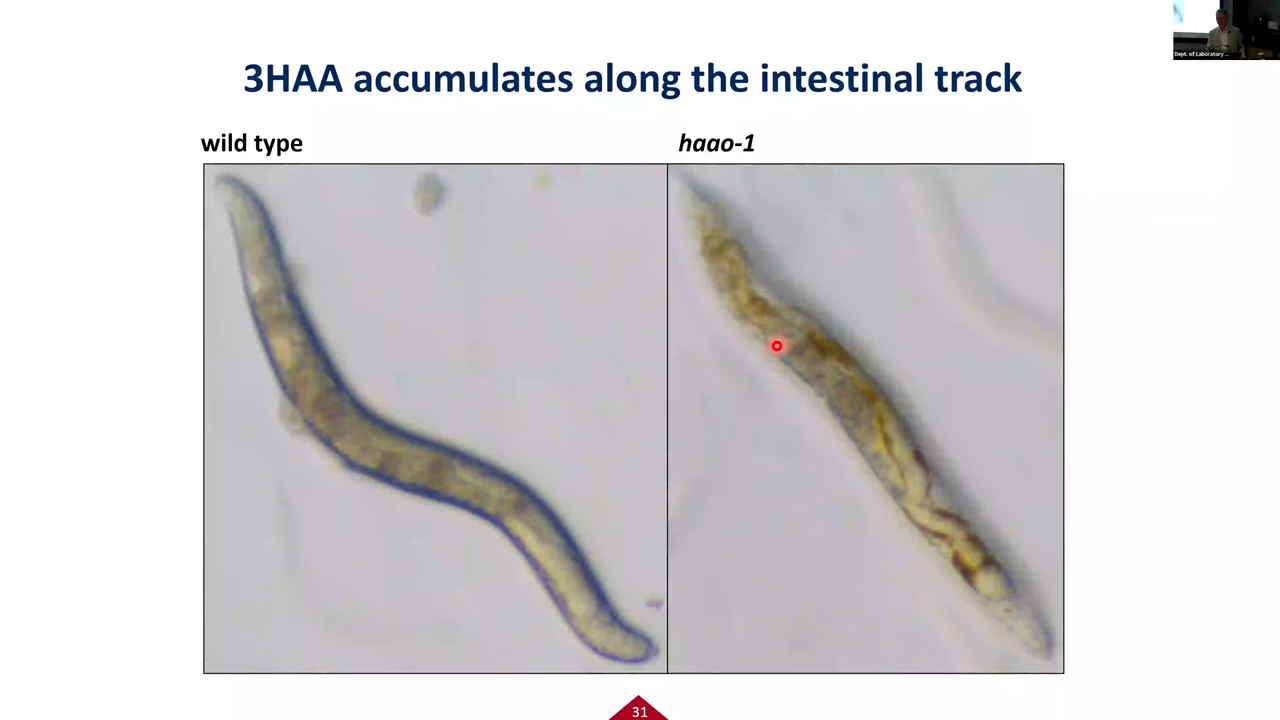 Dept. of Laboratory ...
3HAA accumulates along the intestinal track
wild type
haao-1
31